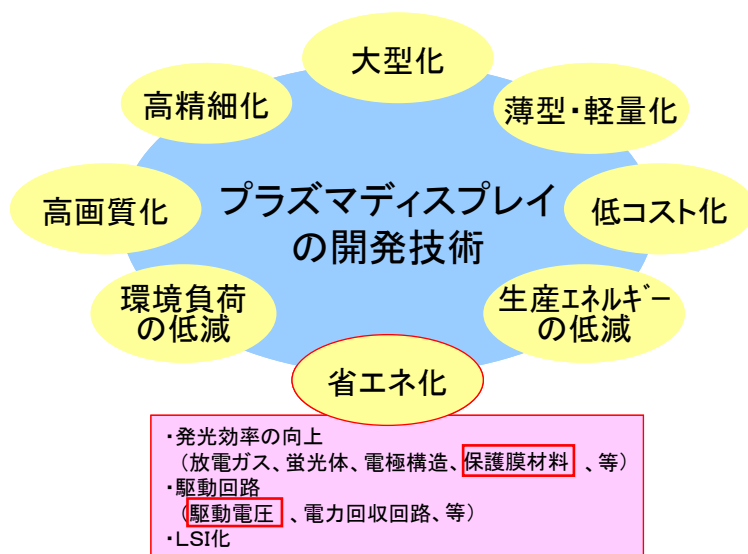 大型化
高精細化
薄型・軽量化
高画質化
プラズマディスプレイ
の開発技術
低コスト化
環境負荷
の低減
生産ｴﾈﾙｷﾞｰ
の低減
省エネ化
・発光効率の向上
（放電ガス、蛍光体、電極構造、保護膜材料 、等）
・駆動回路
（駆動電圧 、電力回収回路、等）
・LSI化